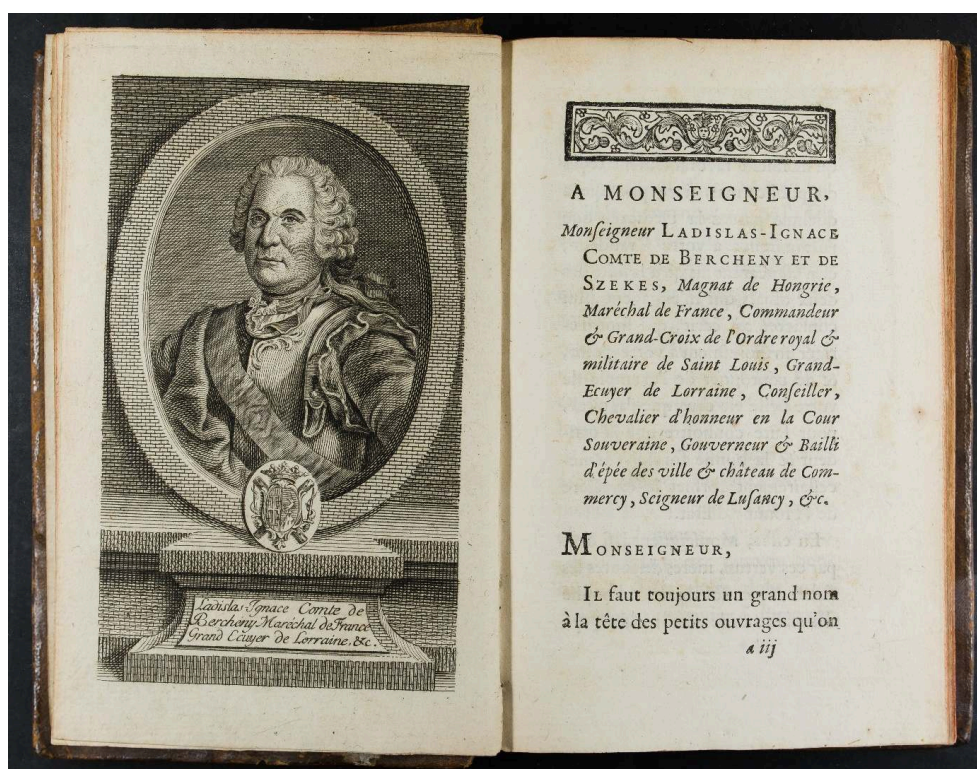 Ladislas-Ignace Comte de
Bercheny, Maréchal de France
Grand Ecuyer de Lorraine, &c.
A MONSEIGNEUR,
Monſeigneur LADISLAS-IGNACE
COMTE DE BERCHENY ET DE
SZEKES, Magnat de Hongrie,
Maréchal de France, Commandeur
& Grand-Croix de l'Ordre royal &
militaire de Saint Louis, Grand-
Ecuyer de Lorraine, Conſeiller,
Chevalier d'honneur en la Cour
Souveraine, Gouverneur & Bailli
d'épée des ville & château de Com-
mercy, Seigneur de Luſancy, &c.
MONSEIGNEUR,
IL faut toujours un grand nom
à la tête des petits ouvrages qu'on
a iij